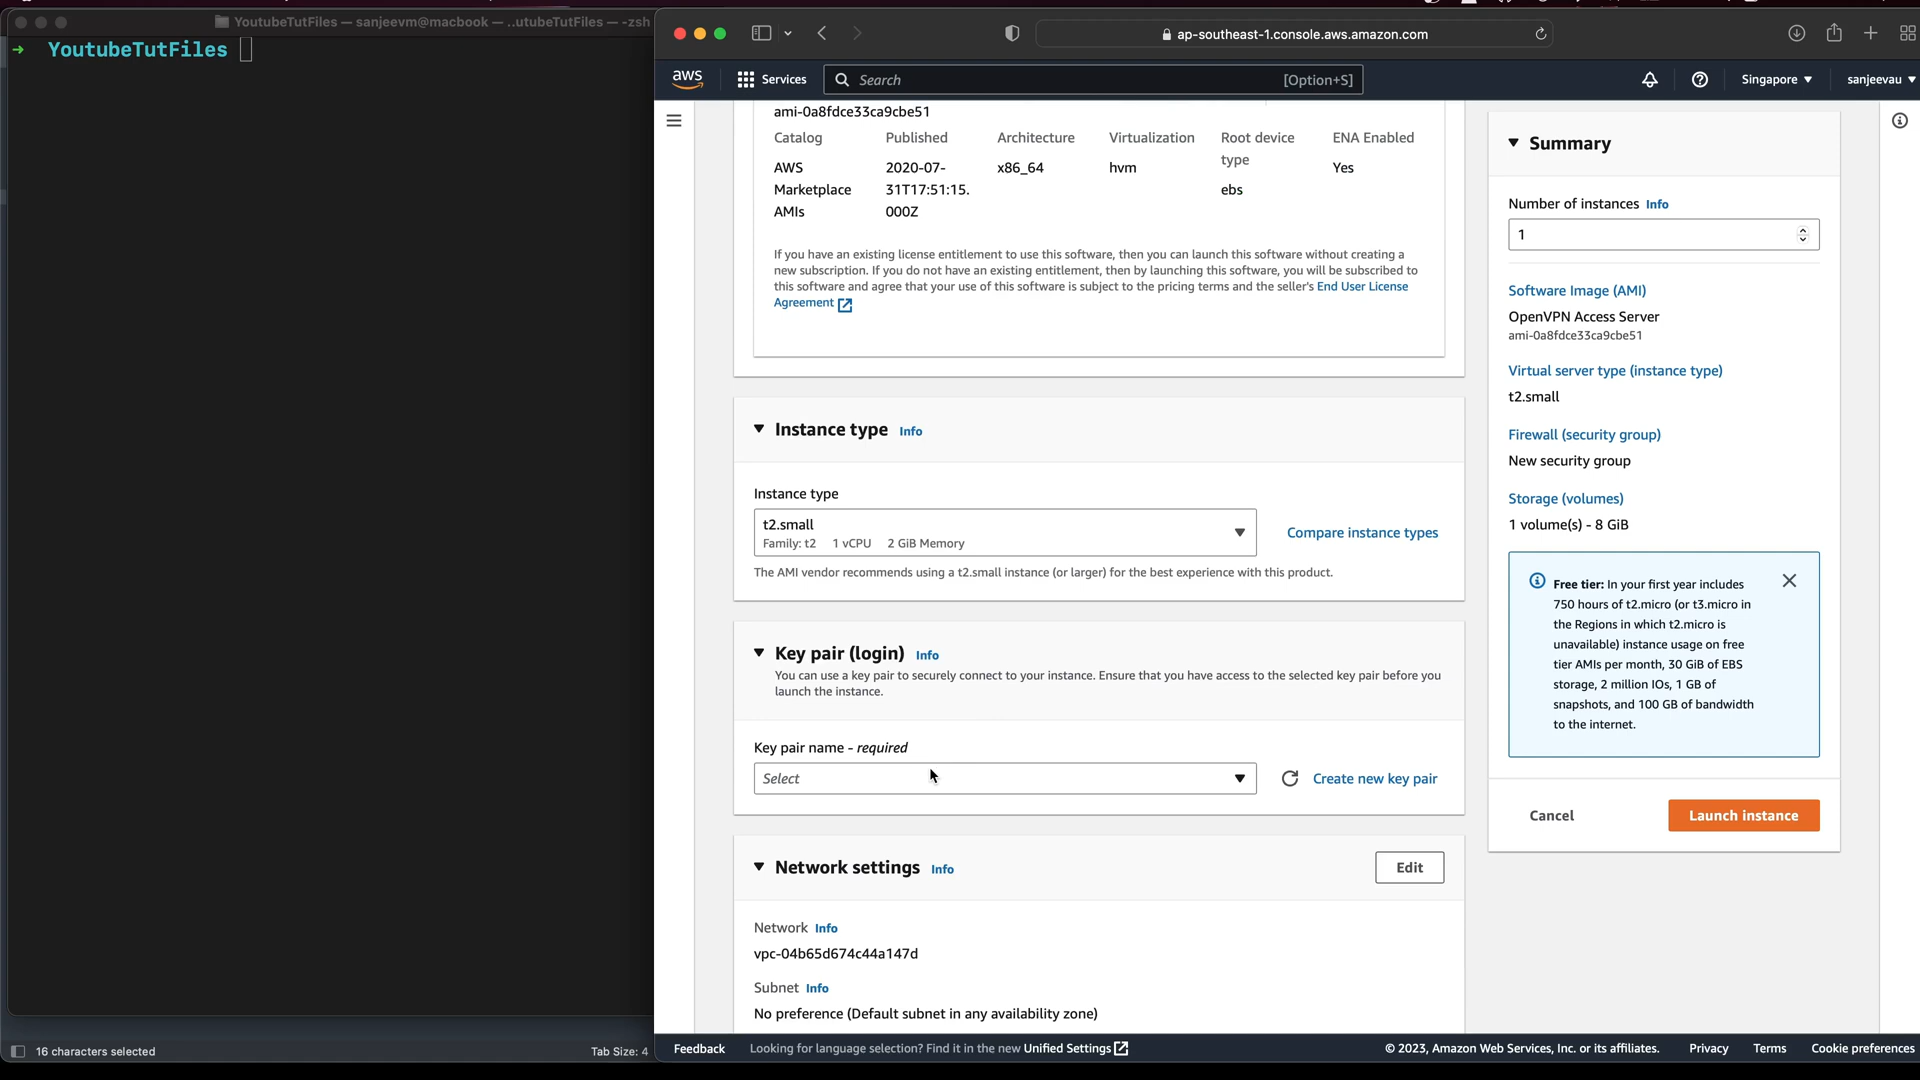 YoutubeTutFiles — sanjeevm@macbook — ..utubeTutFiles — -zsh
→ YoutubeTutFiles
16 characters selected
Tab Size: 4
ap-southeast-1.console.aws.amazon.com
aws
Services
Search
[Option+S]
Singapore
sanjeevau
ami-0a8fdce33ca9cbe51
Catalog
Published
Architecture
Virtualization
Root device
type
ENA Enabled
AWS
Marketplace
AMIs
2020-07-
31T17:51:15.
000Z
x86_64
hvm
ebs
Yes
If you have an existing license entitlement to use this software, then you can launch this software without creating a
new subscription. If you do not have an existing entitlement, then by launching this software, you will be subscribed to
this software and agree that your use of this software is subject to the pricing terms and the seller's End User License
Agreement
Instance type Info
Instance type
t2.small
Family: t2 1 vCPU 2 GiB Memory
Compare instance types
The AMI vendor recommends using a t2.small instance (or larger) for the best experience with this product.
Key pair (login) Info
You can use a key pair to securely connect to your instance. Ensure that you have access to the selected key pair before you
launch the instance.
Key pair name - required
Select
Create new key pair
Network settings Info
Edit
Network Info
vpc-04b65d674c44a147d
Subnet Info
No preference (Default subnet in any availability zone)
Summary
Number of instances Info
1
Software Image (AMI)
OpenVPN Access Server
ami-0a8fdce33ca9cbe51
Virtual server type (instance type)
t2.small
Firewall (security group)
New security group
Storage (volumes)
1 volume(s) - 8 GiB
Free tier: In your first year includes
750 hours of t2.micro (or t3.micro in
the Regions in which t2.micro is
unavailable) instance usage on free
tier AMIs per month, 30 GiB of EBS
storage, 2 million IOs, 1 GB of
snapshots, and 100 GB of bandwidth
to the internet.
Cancel
Launch instance
Feedback
Looking for language selection? Find it in the new Unified Settings
© 2023, Amazon Web Services, Inc. or its affiliates.
Privacy
Terms
Cookie preferences